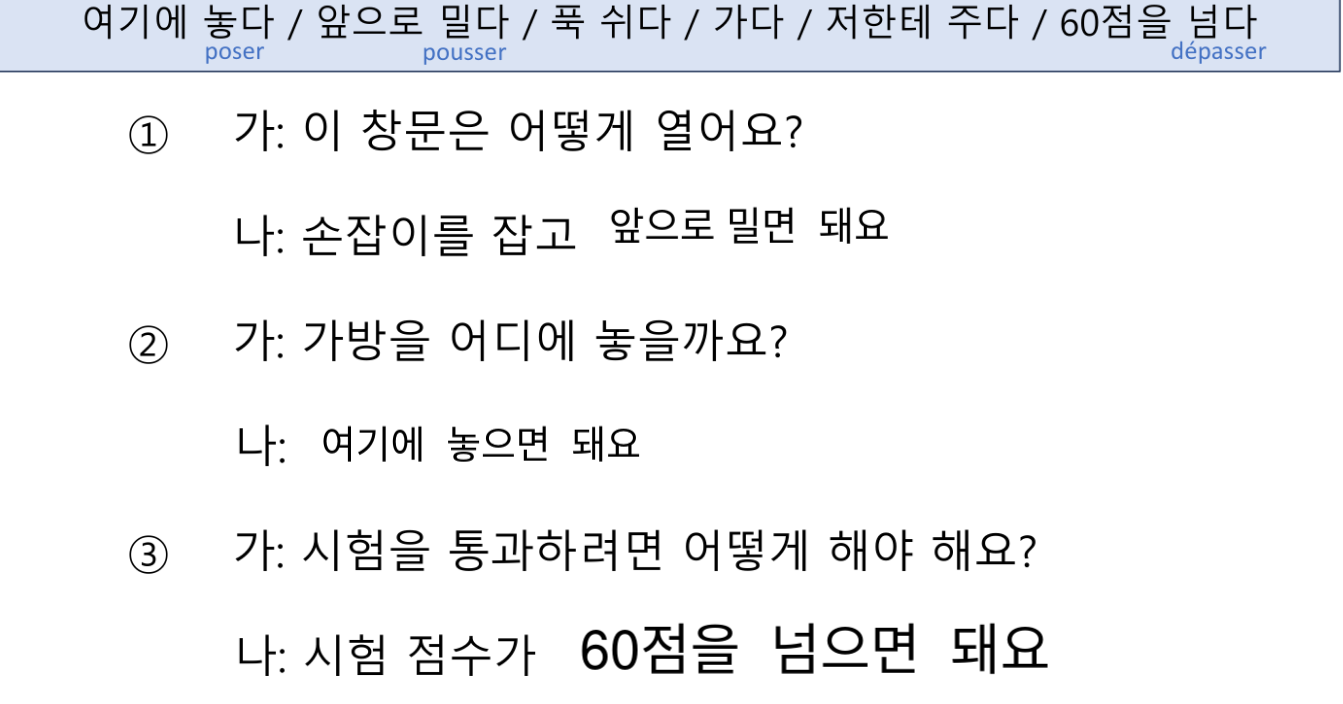 여기에 놓다 / 앞으로 밀다 / 푹 쉬다 / 가다 / 저한테 주다 / 60점을 넘다
poser pousser dépasser
① 가: 이 창문은 어떻게 열어요?
나: 손잡이를 잡고 앞으로 밀면 돼요
② 가: 가방을 어디에 놓을까요?
나: 여기에 놓으면 돼요
③ 가: 시험을 통과하려면 어떻게 해야 해요?
나: 시험 점수가 60점을 넘으면 돼요